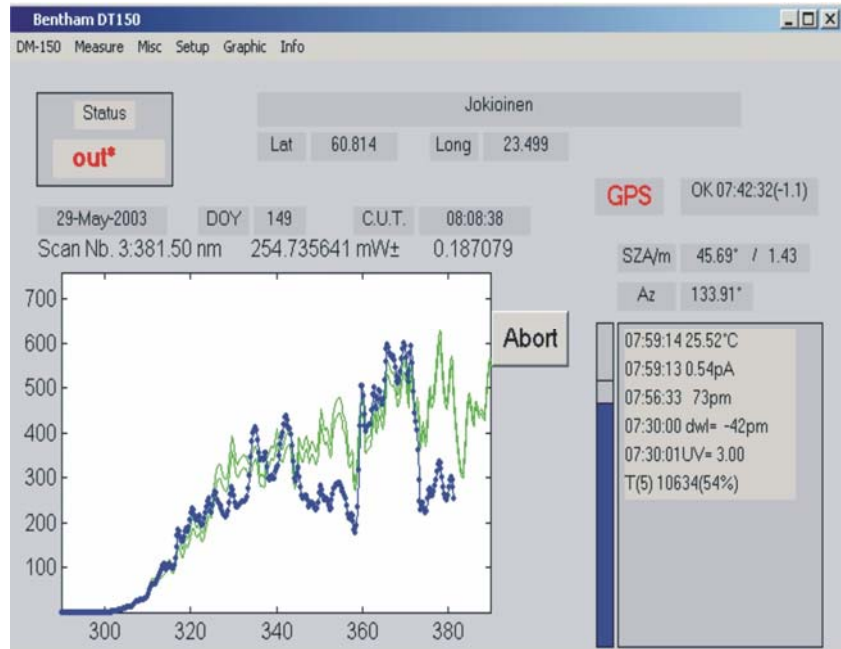 Bentham DT150
DM-150 Measure Misc Setup Graphic Info
Status
out*
Jokioinen
Lat 60.814 Long 23.499
GPS OK 07:42:32(-1.1)
29-May-2003 DOY 149 C.U.T. 08:08:38
Scan Nb. 3:381.50 nm 254.735641 mW± 0.187079
SZA/m 45.69° / 1.43
Az 133.91°
700
600
500
400
300
200
100
300 320 340 360 380
Abort
07:59:14 25.52°C
07:59:13 0.54pA
07:56:33 73pm
07:30:00 dwl= -42pm
07:30:01UV= 3.00
T(5) 10634(54%)